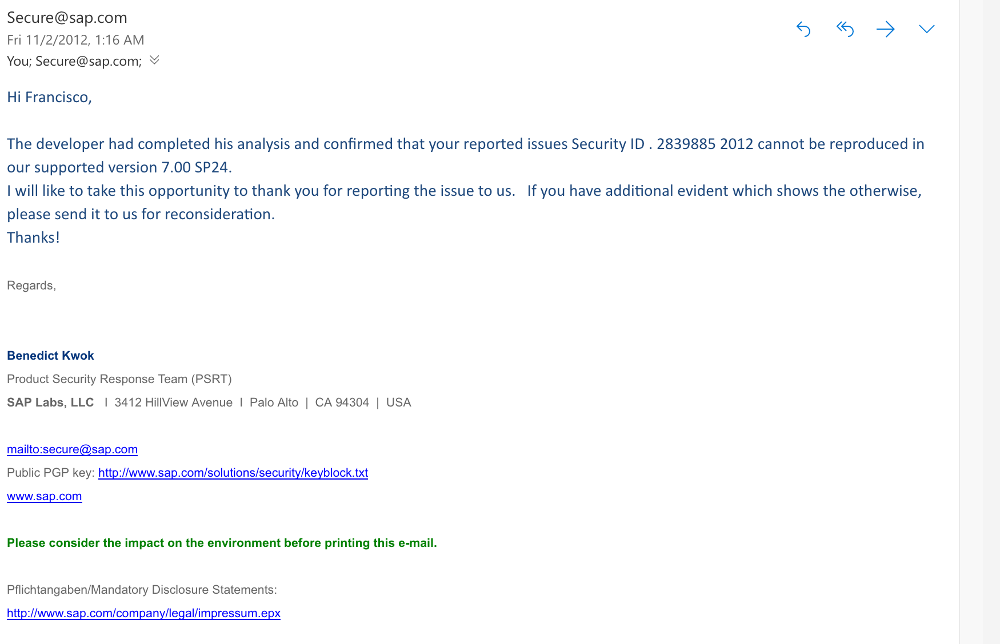 Secure@sap.com
Fri 11/2/2012, 1:16 AM
You; Secure@sap.com;
Hi Francisco,
The developer had completed his analysis and confirmed that your reported issues Security ID . 2839885 2012 cannot be reproduced in
our supported version 7.00 SP24.
I will like to take this opportunity to thank you for reporting the issue to us.   If you have additional evident which shows the otherwise,
please send it to us for reconsideration.
Thanks!
Regards,
Benedict Kwok
Product Security Response Team (PSRT)
SAP Labs, LLC   I  3412 HillView Avenue  I  Palo Alto  |  CA 94304  |  USA
mailto:secure@sap.com
Public PGP key: http://www.sap.com/solutions/security/keyblock.txt
www.sap.com
Please consider the impact on the environment before printing this e-mail.
Pflichtangaben/Mandatory Disclosure Statements:
http://www.sap.com/company/legal/impressum.epx